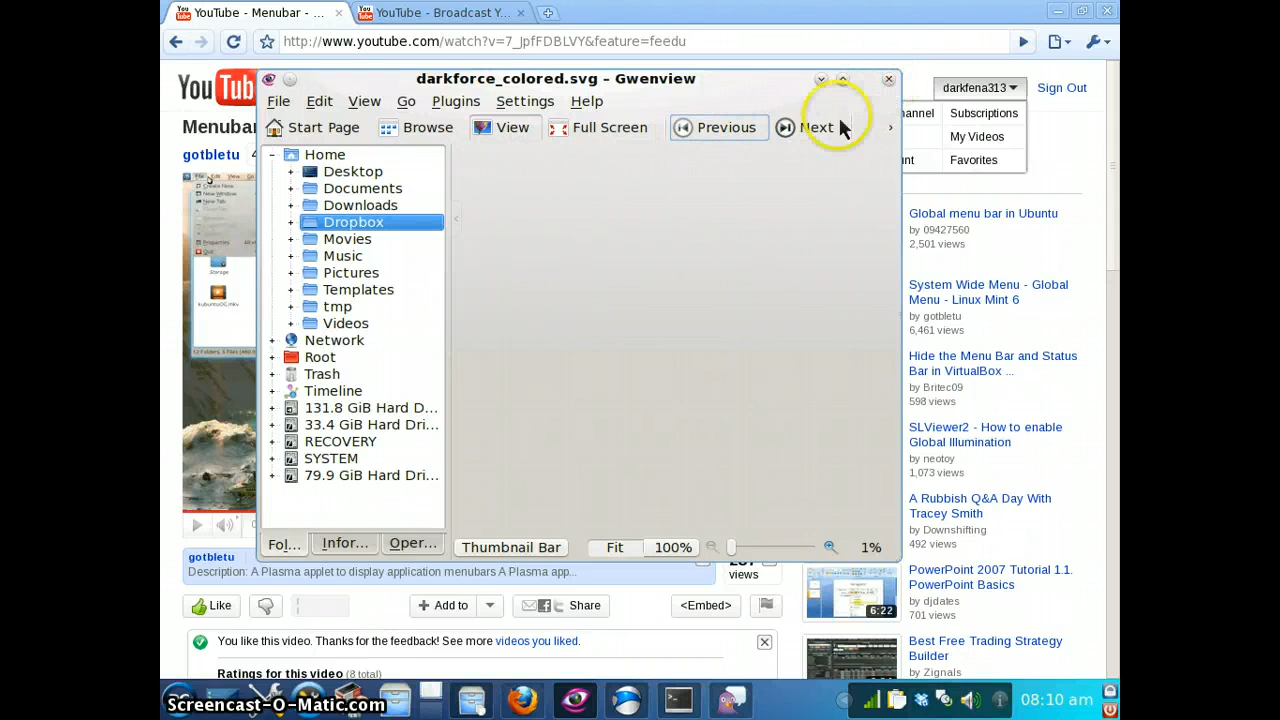 YouTube - Menubar - ...
YouTube - Broadcast Y...
http://www.youtube.com/watch?v=7_JpfFDBLVY&feature=feedu
You Tub
darkfena313
Sign Out
Menubar
gotbletu
Subscriptions
My Videos
Favorites
darkforce_colored.svg – Gwenview
File Edit View Go Plugins Settings Help
Start Page Browse View Full Screen Previous Next
Home
Desktop
Documents
Downloads
Dropbox
Movies
Music
Pictures
Templates
tmp
Videos
Network
Root
Trash
Timeline
131.8 GiB Hard D...
33.4 GiB Hard Dri...
RECOVERY
SYSTEM
79.9 GiB Hard Dri...
Fol... Infor... Oper...
Thumbnail Bar Fit 100% 1%
Global menu bar in Ubuntu
by 09427560
2,501 views
System Wide Menu - Global
Menu - Linux Mint 6
by gotbletu
6,461 views
Hide the Menu Bar and Status
Bar in VirtualBox ...
by Britec09
598 views
SLViewer2 - How to enable
Global Illumination
by neotoy
1,073 views
A Rubbish Q&A Day With
Tracey Smith
by Downshifting
492 views
PowerPoint 2007 Tutorial 1.1.
PowerPoint Basics
by djdates
6:22
Best Free Trading Strategy
Builder
by Zignals
gotbletu
Description: A Plasma applet to display application menubars A Plasma app...
views
Like
Add to
Share
<Embed>
You like this video. Thanks for the feedback! See more videos you liked.
Ratings for this video (8 total)
Screencast-O-Matic.com
08:10 am